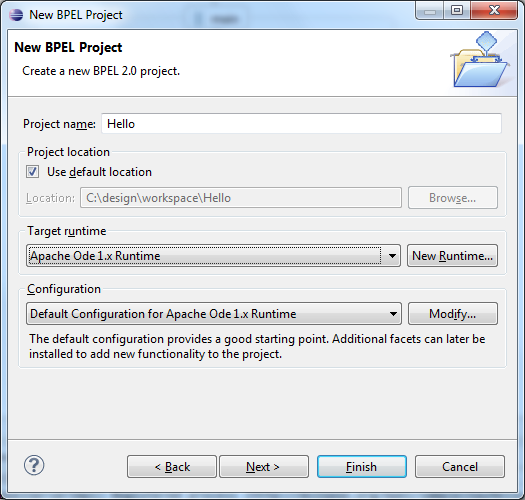 New BPEL Project
New BPEL Project
Create a new BPEL 2.0 project.
Project name: Hello
Project location
Use default location
Location: C:\design\workspace\Hello Browse...
Target runtime
Apache Ode 1.x Runtime New Runtime...
Configuration
Default Configuration for Apache Ode 1.x Runtime Modify...
The default configuration provides a good starting point. Additional facets can later be
installed to add new functionality to the project.
? < Back Next > Finish Cancel